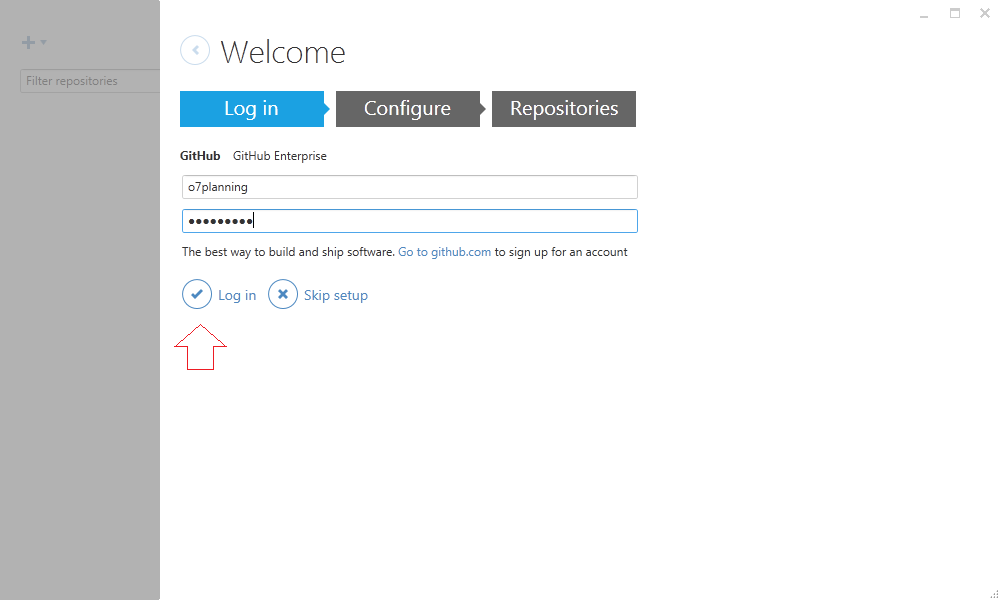 Filter repositories
Welcome
Log in Configure Repositories
GitHub GitHub Enterprise
o7planning
●●●●●●●●●
The best way to build and ship software. Go to github.com to sign up for an account
Log in Skip setup